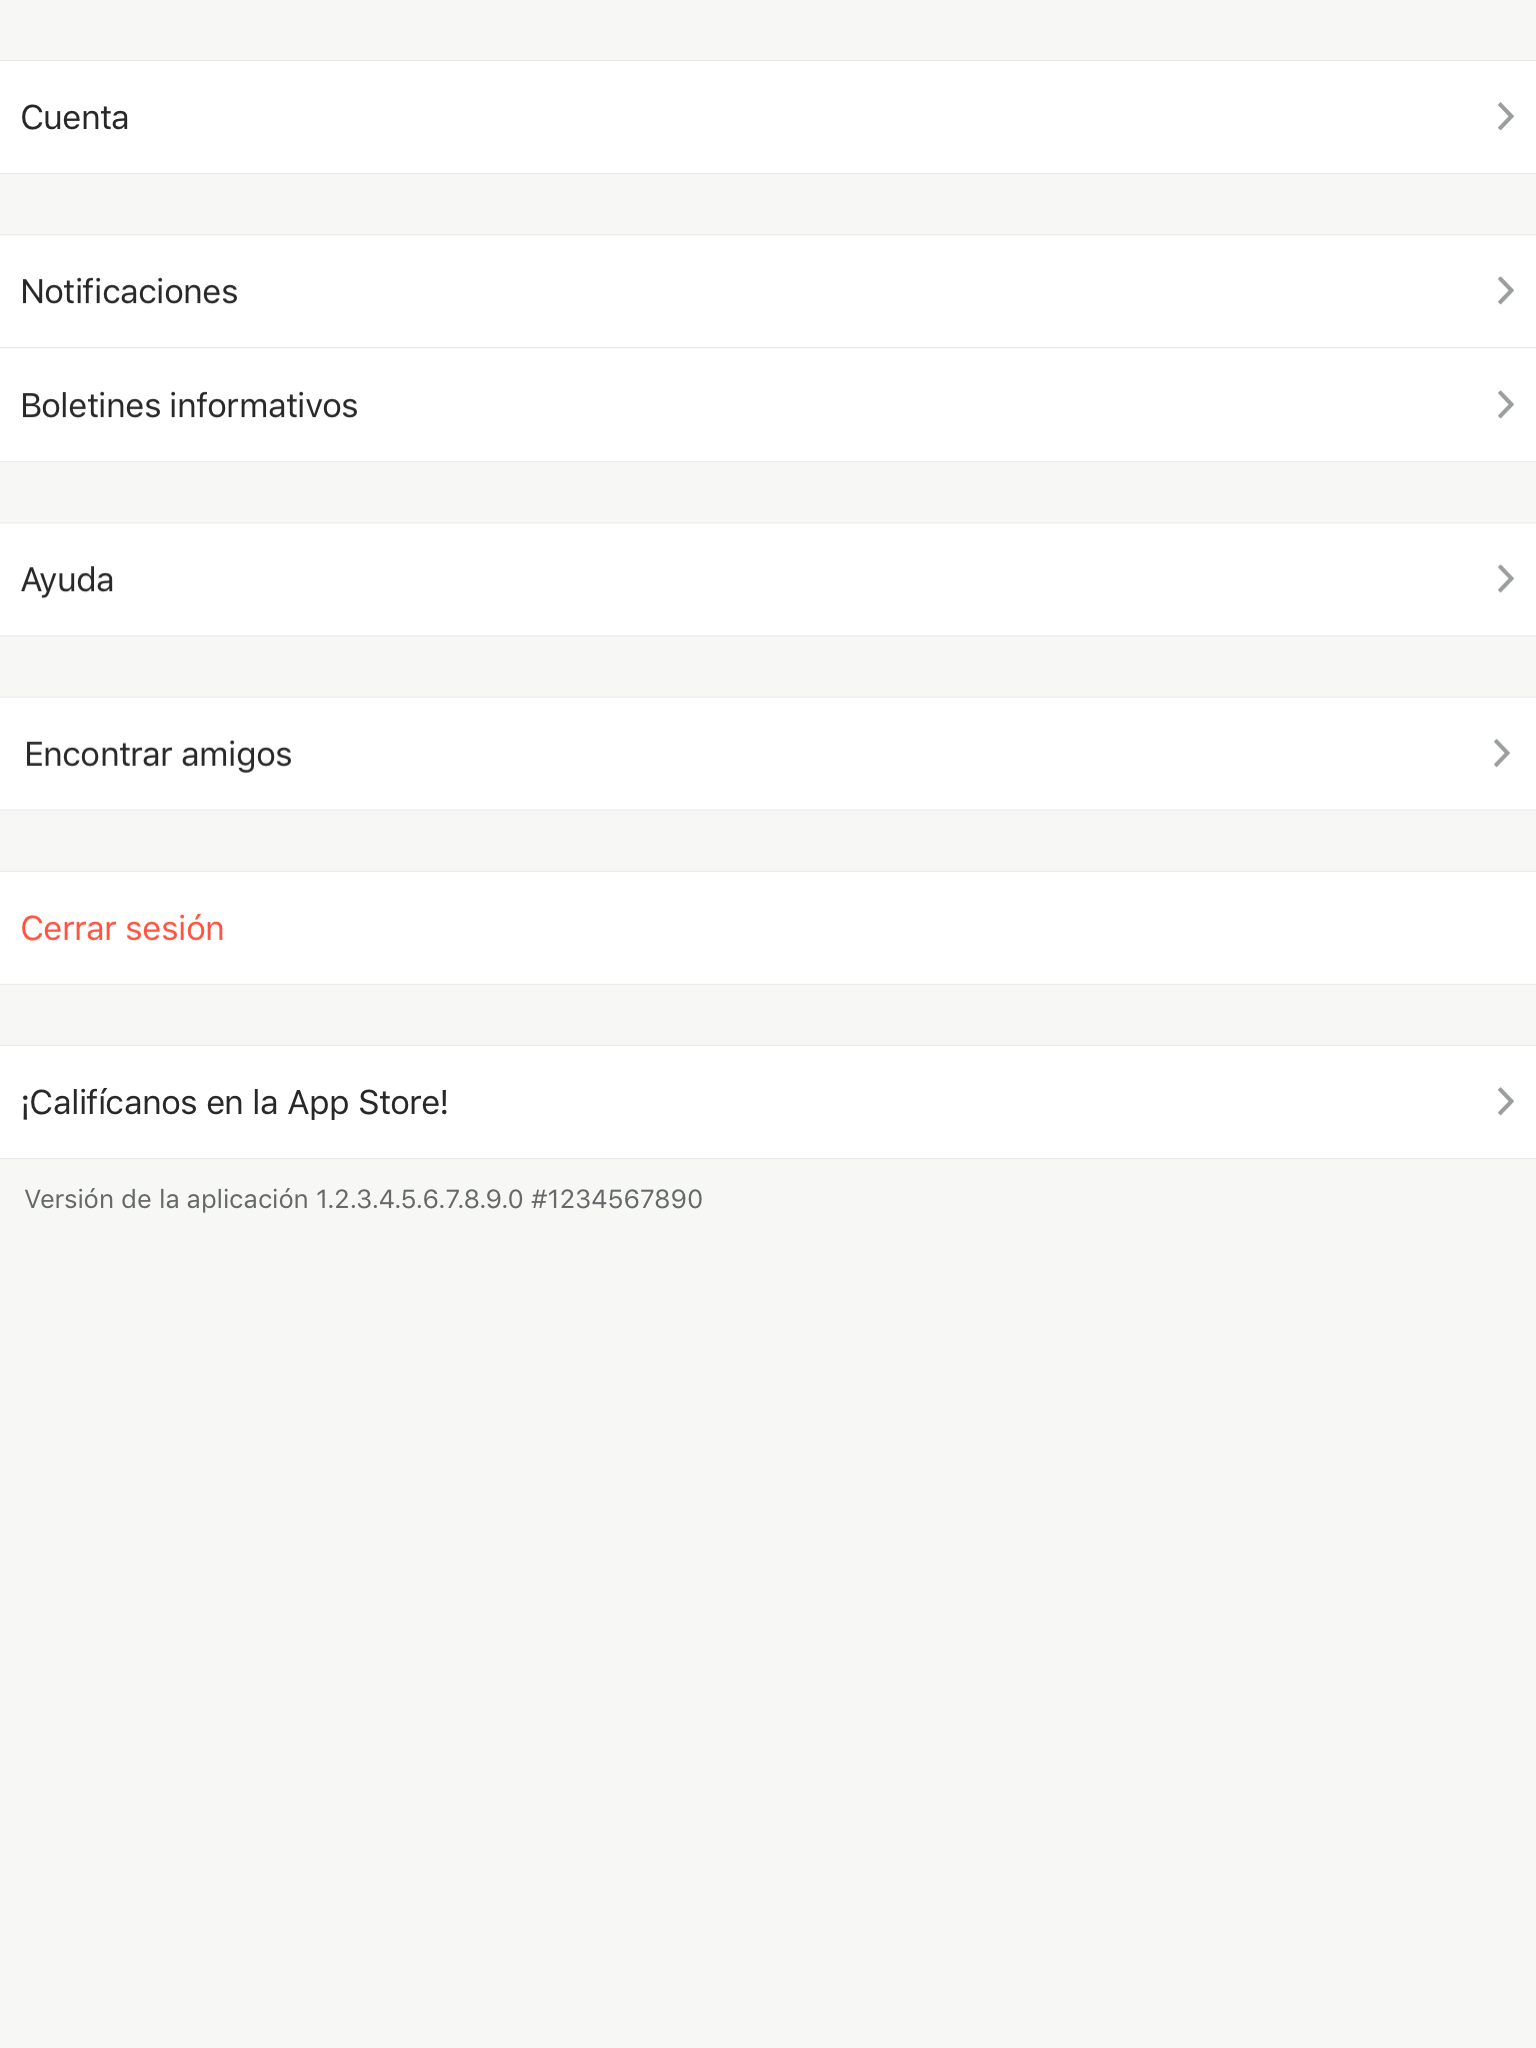 Cuenta
Notificaciones
Boletines informativos
Ayuda
Encontrar amigos
Cerrar sesión
¡Califícanos en la App Store!
Versión de la aplicación 1.2.3.4.5.6.7.8.9.0 #1234567890